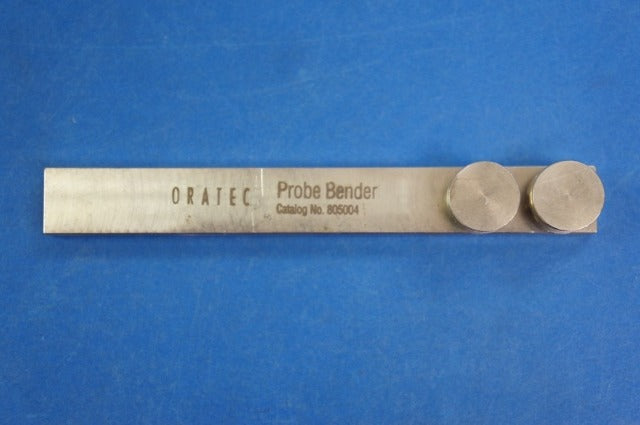 ORATEC Probe Bender
Catalog No. 805004